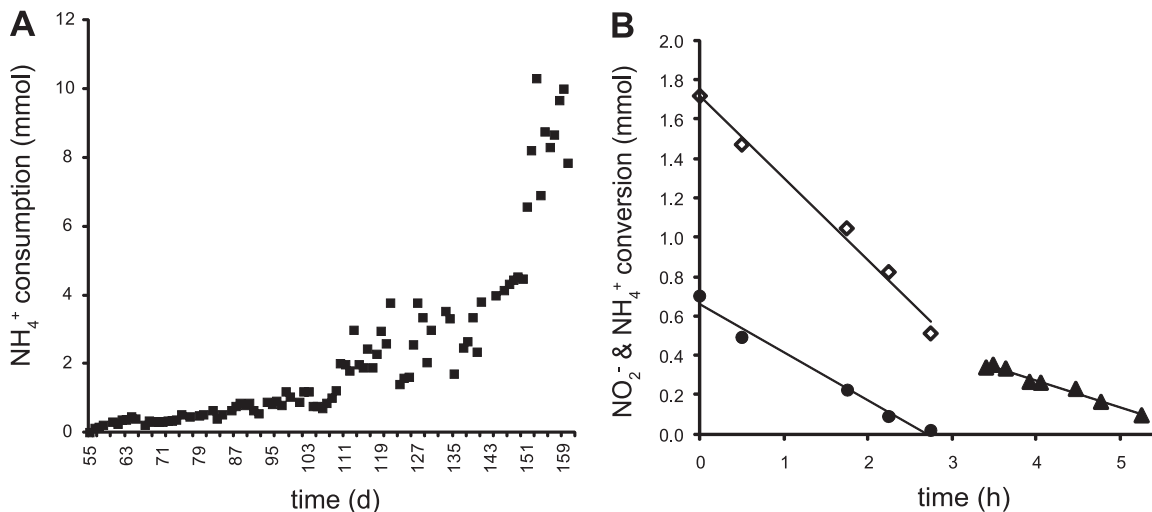 A
NH₄⁺ consumption (mmol)
12
10
8
6
4
2
0
55 63 71 79 87 95 103 111 119 127 135 143 151 159
time (d)
B
NO₂- & NH₄⁺ conversion (mmol)
2.0
1.8
1.6
1.4
1.2
1.0
0.8
0.6
0.4
0.2
0.0
0 1 2 3 4 5
time (h)